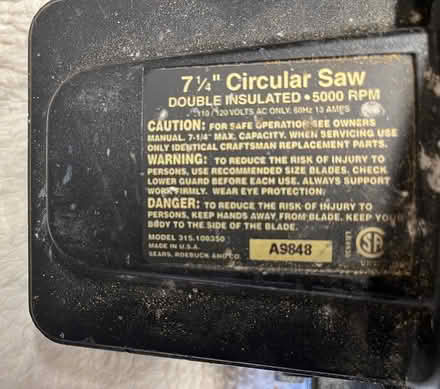 7 1/4" Circular Saw
DOUBLE INSULATED • 5000 RPM
110/120 VOLTS AC ONLY, 60Hz 13 AMPS
CAUTION: FOR SAFE OPERATION SEE OWNERS
MANUAL. 7-1/4" MAX. CAPACITY. WHEN SERVICING USE
ONLY IDENTICAL CRAFTSMAN REPLACEMENT PARTS.
WARNING: TO REDUCE THE RISK OF INJURY TO
PERSONS, USE RECOMMENDED SIZE BLADES. CHECK
LOWER GUARD BEFORE EACH USE. ALWAYS SUPPORT
WORK FIRMLY. WEAR EYE PROTECTION.
DANGER: TO REDUCE THE RISK OF INJURY TO
PERSONS, KEEP HANDS AWAY FROM BLADE. KEEP YOUR
BODY TO THE SIDE OF THE BLADE.
MODEL 315.108350
MADE IN U.S.A.
SEARS, ROEBUCK AND CO.
A9848